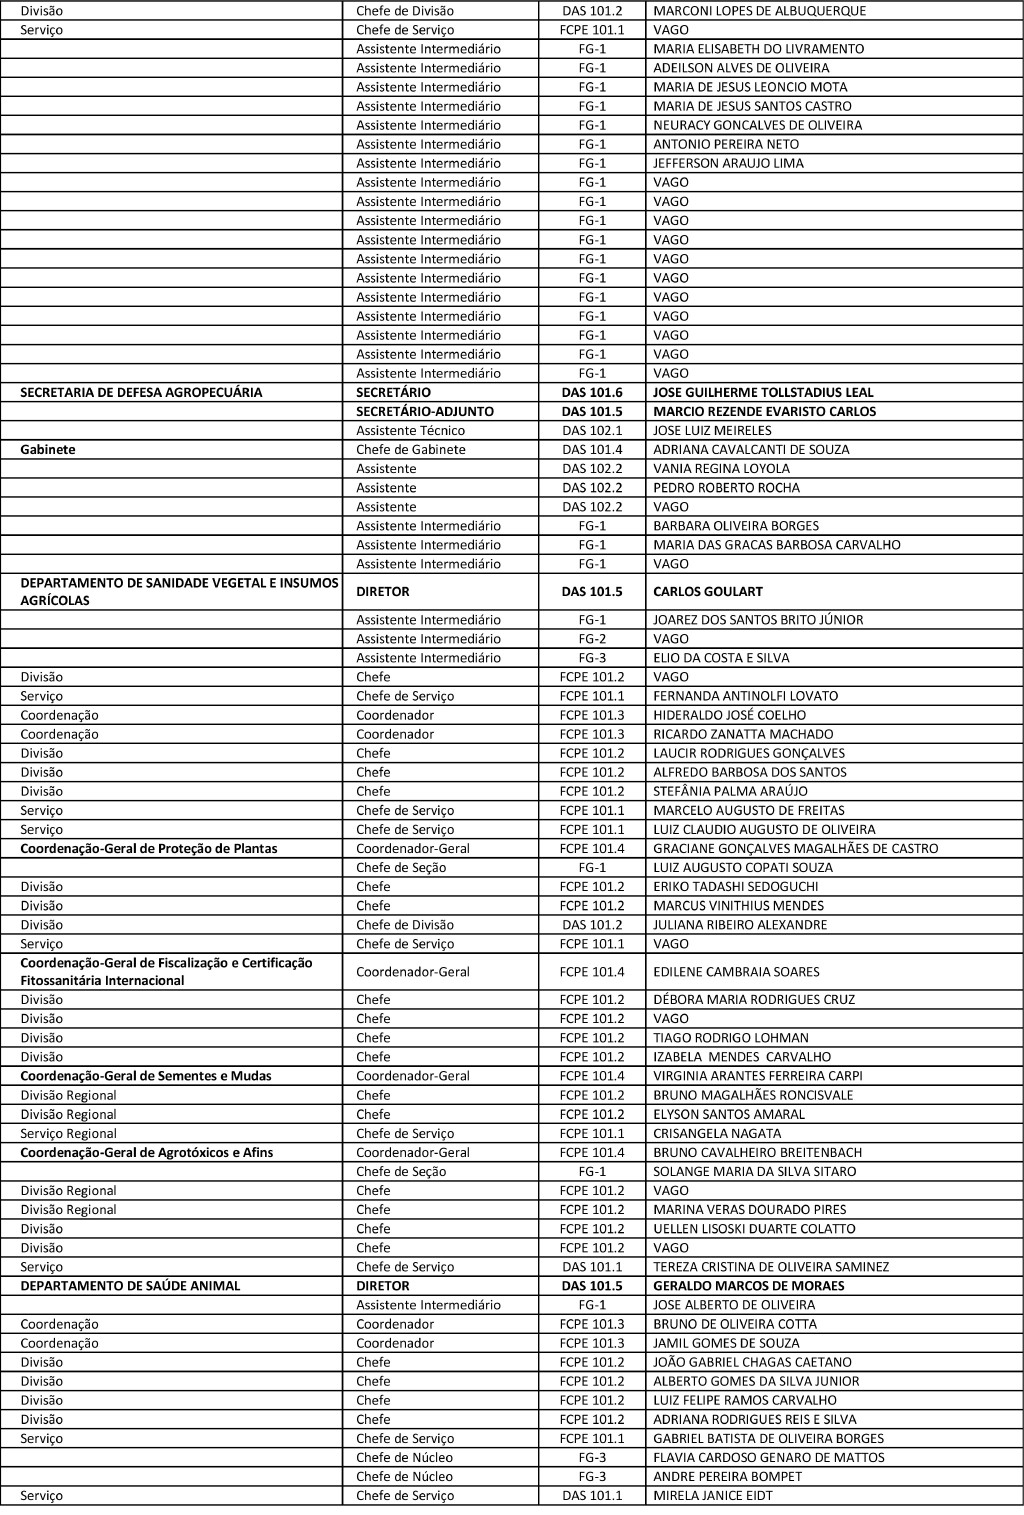 Divisão Chefe de Divisão DAS 101.2 MARCONI LOPES DE ALBUQUERQUE
Serviço Chefe de Serviço FCPE 101.1 VAGO
Assistente Intermediário FG-1 MARIA ELISABETH DO LIVRAMENTO
Assistente Intermediário FG-1 ADEILSON ALVES DE OLIVEIRA
Assistente Intermediário FG-1 MARIA DE JESUS LEONCIO MOTA
Assistente Intermediário FG-1 MARIA DE JESUS SANTOS CASTRO
Assistente Intermediário FG-1 NEURACY GONCALVES DE OLIVEIRA
Assistente Intermediário FG-1 ANTONIO PEREIRA NETO
Assistente Intermediário FG-1 JEFFERSON ARAUJO LIMA
Assistente Intermediário FG-1 VAGO
Assistente Intermediário FG-1 VAGO
Assistente Intermediário FG-1 VAGO
Assistente Intermediário FG-1 VAGO
Assistente Intermediário FG-1 VAGO
Assistente Intermediário FG-1 VAGO
Assistente Intermediário FG-1 VAGO
Assistente Intermediário FG-1 VAGO
Assistente Intermediário FG-1 VAGO
Assistente Intermediário FG-1 VAGO
Assistente Intermediário FG-1 VAGO
SECRETARIA DE DEFESA AGROPECUÁRIA SECRETÁRIO DAS 101.6 JOSE GUILHERME TOLLSTADIUS LEAL
SECRETÁRIO-ADJUNTO DAS 101.5 MARCIO REZENDE EVARISTO CARLOS
Assistente Técnico DAS 102.1 JOSE LUIZ MEIRELES
Gabinete Chefe de Gabinete DAS 101.4 ADRIANA CAVALCANTI DE SOUZA
Assistente DAS 102.2 VANIA REGINA LOYOLA
Assistente DAS 102.2 PEDRO ROBERTO ROCHA
Assistente DAS 102.2 VAGO
Assistente Intermediário FG-1 BARBARA OLIVEIRA BORGES
Assistente Intermediário FG-1 MARIA DAS GRACAS BARBOSA CARVALHO
Assistente Intermediário FG-1 VAGO
DEPARTAMENTO DE SANIDADE VEGETAL E INSUMOS
AGRÍCOLAS DIRETOR DAS 101.5 CARLOS GOULART
Assistente Intermediário FG-1 JOAREZ DOS SANTOS BRITO JÚNIOR
Assistente Intermediário FG-2 VAGO
Assistente Intermediário FG-3 ELIO DA COSTA E SILVA
Divisão Chefe FCPE 101.2 VAGO
Serviço Chefe de Serviço FCPE 101.1 FERNANDA ANTINOLFI LOVATO
Coordenação Coordenador FCPE 101.3 HIDERALDO JOSÉ COELHO
Coordenação Coordenador FCPE 101.3 RICARDO ZANATTA MACHADO
Divisão Chefe FCPE 101.2 LAUCIR RODRIGUES GONÇALVES
Divisão Chefe FCPE 101.2 ALFREDO BARBOSA DOS SANTOS
Divisão Chefe FCPE 101.2 STEFÂNIA PALMA ARAÚJO
Serviço Chefe de Serviço FCPE 101.1 MARCELO AUGUSTO DE FREITAS
Serviço Chefe de Serviço FCPE 101.1 LUIZ CLAUDIO AUGUSTO DE OLIVEIRA
Coordenação-Geral de Proteção de Plantas Coordenador-Geral FCPE 101.4 GRACIANE GONÇALVES MAGALHÃES DE CASTRO
Chefe de Seção FG-1 LUIZ AUGUSTO COPATI SOUZA
Divisão Chefe FCPE 101.2 ERIKO TADASHI SEDOGUCHI
Divisão Chefe FCPE 101.2 MARCUS VINITHIUS MENDES
Divisão Chefe de Divisão DAS 101.2 JULIANA RIBEIRO ALEXANDRE
Serviço Chefe de Serviço FCPE 101.1 VAGO
Coordenação-Geral de Fiscalização e Certificação
Fitossanitária Internacional Coordenador-Geral FCPE 101.4 EDILENE CAMBRAIA SOARES
Divisão Chefe FCPE 101.2 DÉBORA MARIA RODRIGUES CRUZ
Divisão Chefe FCPE 101.2 VAGO
Divisão Chefe FCPE 101.2 TIAGO RODRIGO LOHMAN
Divisão Chefe FCPE 101.2 IZABELA MENDES CARVALHO
Coordenação-Geral de Sementes e Mudas Coordenador-Geral FCPE 101.4 VIRGINIA ARANTES FERREIRA CARPI
Divisão Regional Chefe FCPE 101.2 BRUNO MAGALHÃES RONCISVALE
Divisão Regional Chefe FCPE 101.2 ELYSON SANTOS AMARAL
Serviço Regional Chefe de Serviço FCPE 101.1 CRISANGELA NAGATA
Coordenação-Geral de Agrotóxicos e Afins Coordenador-Geral FCPE 101.4 BRUNO CAVALHEIRO BREITENBACH
Chefe de Seção FG-1 SOLANGE MARIA DA SILVA SITARO
Divisão Regional Chefe FCPE 101.2 VAGO
Divisão Regional Chefe FCPE 101.2 MARINA VERAS DOURADO PIRES
Divisão Chefe FCPE 101.2 UELLEN LISOSKI DUARTE COLATTO
Divisão Chefe FCPE 101.2 VAGO
Serviço Chefe de Serviço DAS 101.1 TEREZA CRISTINA DE OLIVEIRA SAMINEZ
DEPARTAMENTO DE SAÚDE ANIMAL DIRETOR DAS 101.5 GERALDO MARCOS DE MORAES
Assistente Intermediário FG-1 JOSE ALBERTO DE OLIVEIRA
Coordenação Coordenador FCPE 101.3 BRUNO DE OLIVEIRA COTTA
Coordenação Coordenador FCPE 101.3 JAMIL GOMES DE SOUZA
Divisão Chefe FCPE 101.2 JOÃO GABRIEL CHAGAS CAETANO
Divisão Chefe FCPE 101.2 ALBERTO GOMES DA SILVA JUNIOR
Divisão Chefe FCPE 101.2 LUIZ FELIPE RAMOS CARVALHO
Divisão Chefe FCPE 101.2 ADRIANA RODRIGUES REIS E SILVA
Serviço Chefe de Serviço FCPE 101.1 GABRIEL BATISTA DE OLIVEIRA BORGES
Chefe de Núcleo FG-3 FLAVIA CARDOSO GENARO DE MATTOS
Chefe de Núcleo FG-3 ANDRE PEREIRA BOMPET
Serviço Chefe de Serviço DAS 101.1 MIRELA JANICE EIDT